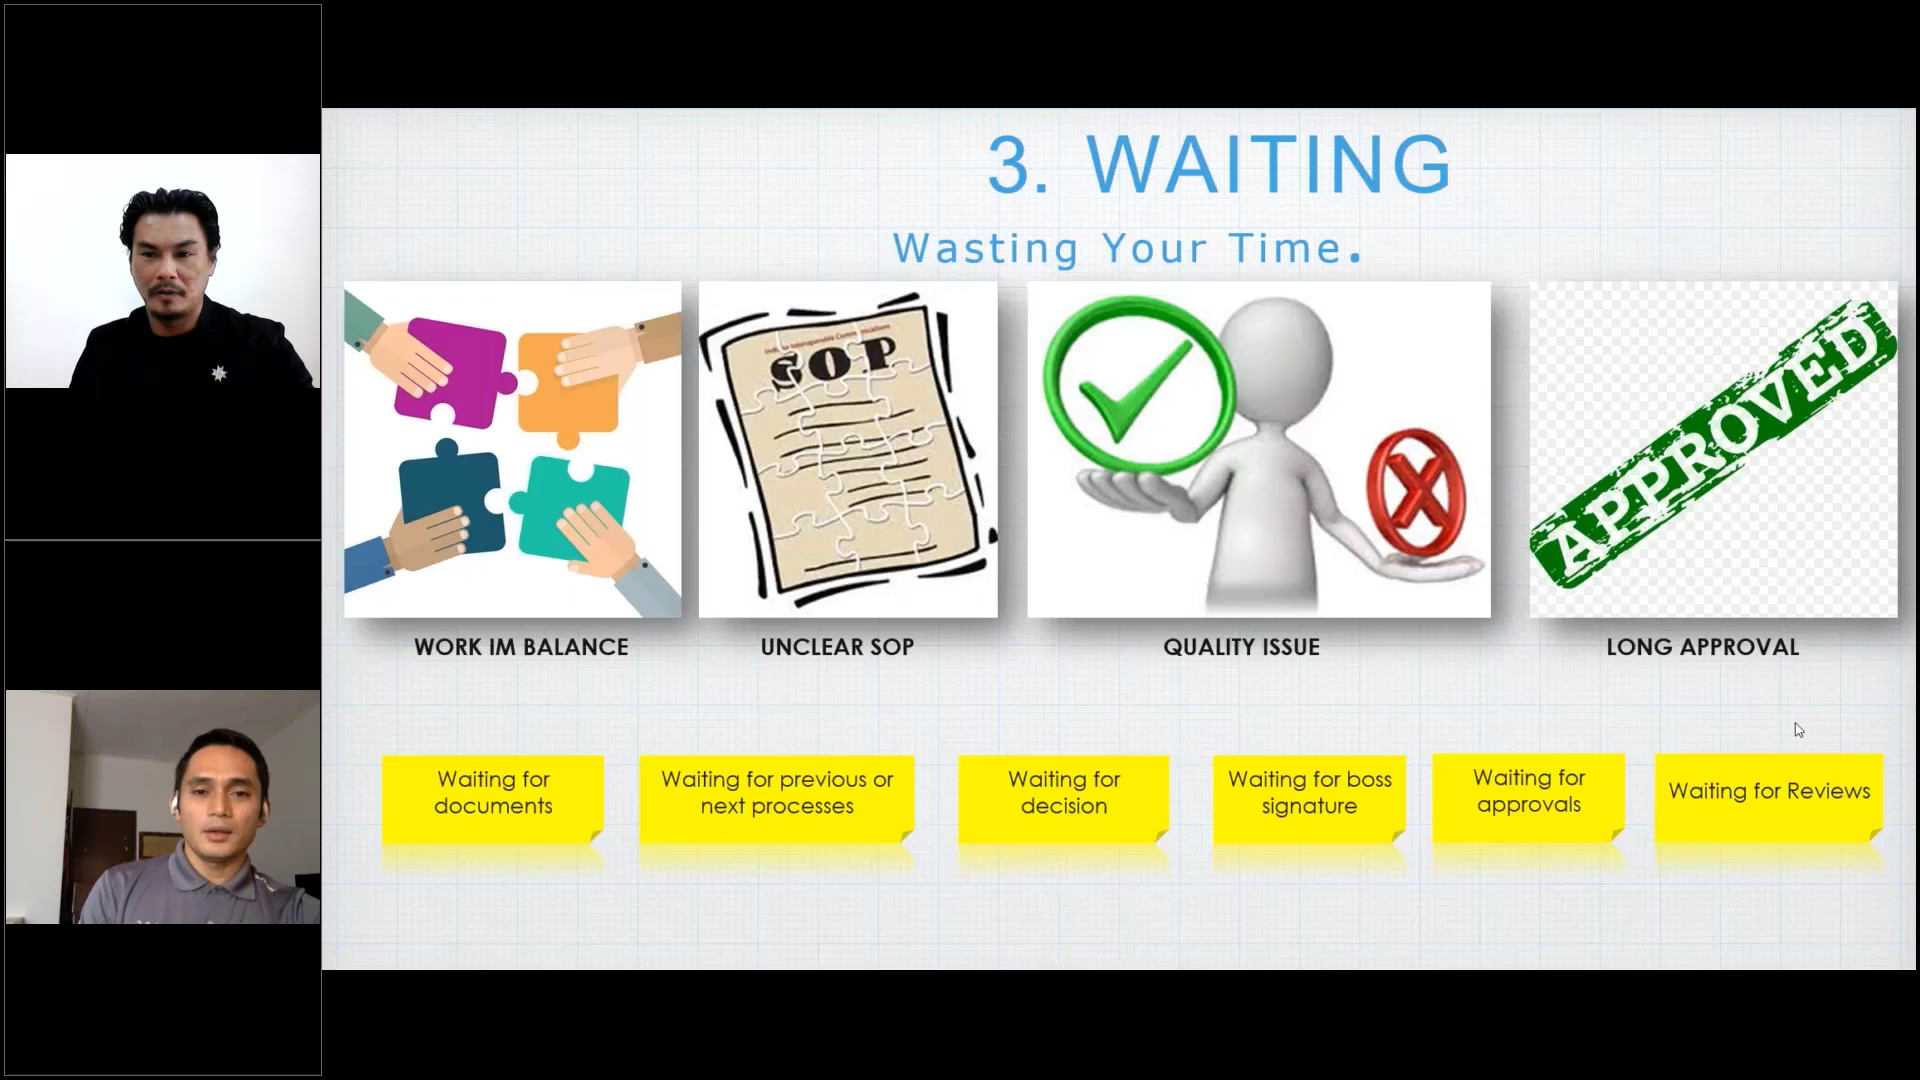 3. WAITING
Wasting Your Time.
SOP
APPROVED
WORK IM BALANCE
UNCLEAR SOP
QUALITY ISSUE
LONG APPROVAL
Waiting for
documents
Waiting for previous or
next processes
Waiting for
decision
Waiting for boss
signature
Waiting for
approvals
Waiting for Reviews